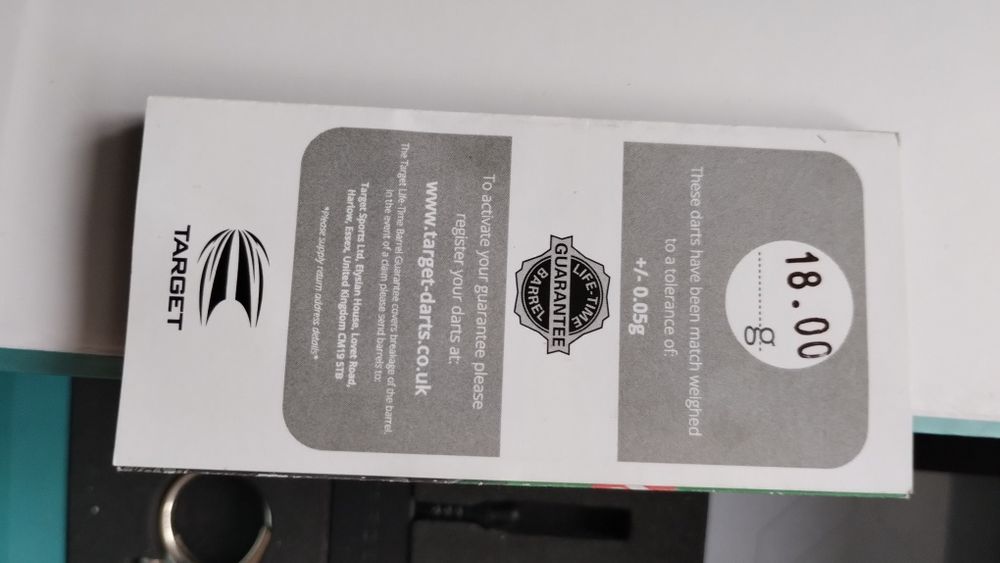 18.00
g
These darts have been match weighed
to a tolerance of:
+/- 0.05g
LIFE-TIME
GUARANTEE
BARREL
To activate your guarantee please
register your darts at:
www.target-darts.co.uk
The Target Life-Time Barrel Guarantee covers breakage of the barrel,
in the event of a claim please send barrels to:
Target Sports Ltd, Elysian House, Lovet Road,
Harlow, Essex, United Kingdom CM19 5TB
*Please supply return address details*
TARGET